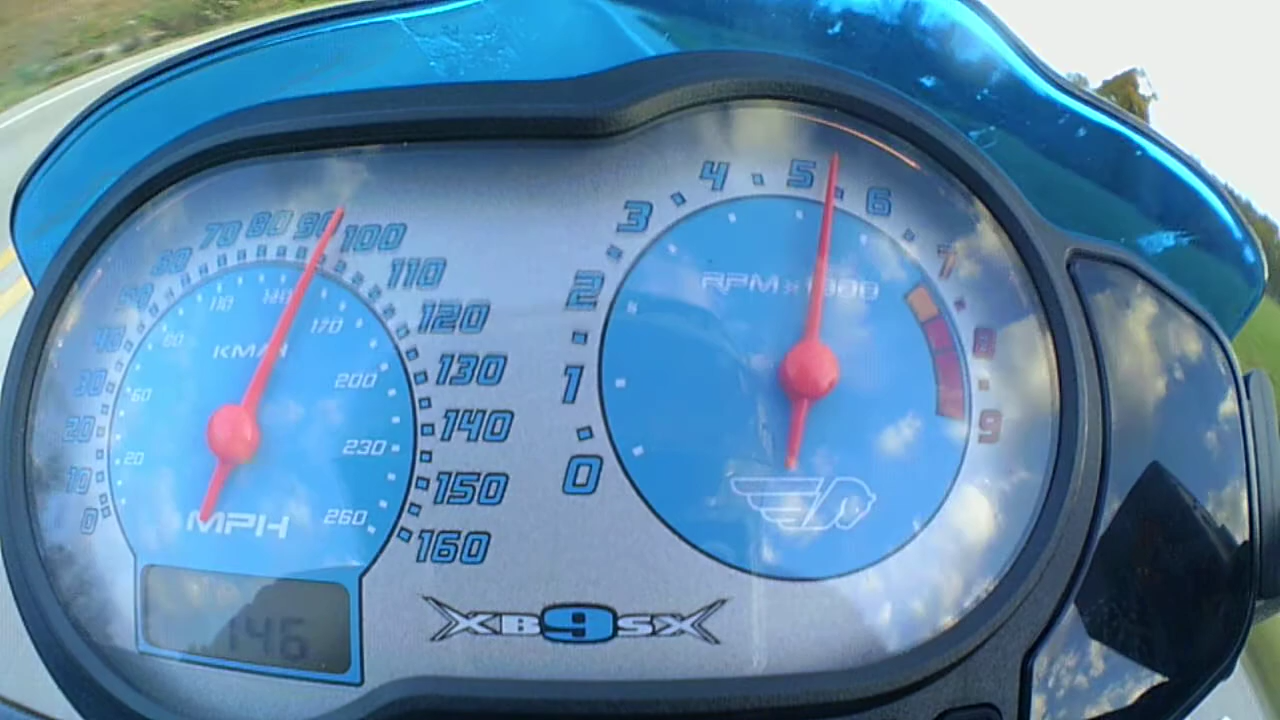 0 10 20 30 40 50 60 70 80 90 100 110 120 130 140 150 160
20 60 80 110 170 200 230 260
KM/H
MPH
146
0 1 2 3 4 5 6 7 8 9
RPM x 1000
XB9SX